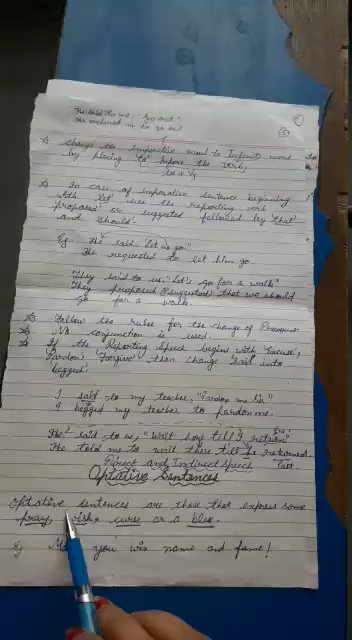 He said to me, "Go out."
He ordered me to go out
change the imperative mood to Infinite mood
by placing 'to' before the verb,
to + V1
In case of imperative sentence beginning
with 'let' use the reporting verb
'proposed' or suggested followed by 'that'
and 'should'.
Eg. He said "Let us go."
He requested to let him go.
They said to us, "Let's go for a walk."
They proposed (suggested) that we should
go for a walk.
Follow the rules for the change of Pronouns
No conjunction is used.
If the Reporting Speech begins with 'Excuse',
'Pardon', 'Forgive' then change said into
begged.
I said to my teacher, "Pardon me Sir."
I begged my teacher to pardon me.
He said to us, "Wait here till I return"
He told me to wait there till he returned.
Direct and Indirect Speech
Optative Sentences
Optative sentences are those that express some
pray, wish, curse or a bless.
Eg you win name and fame!